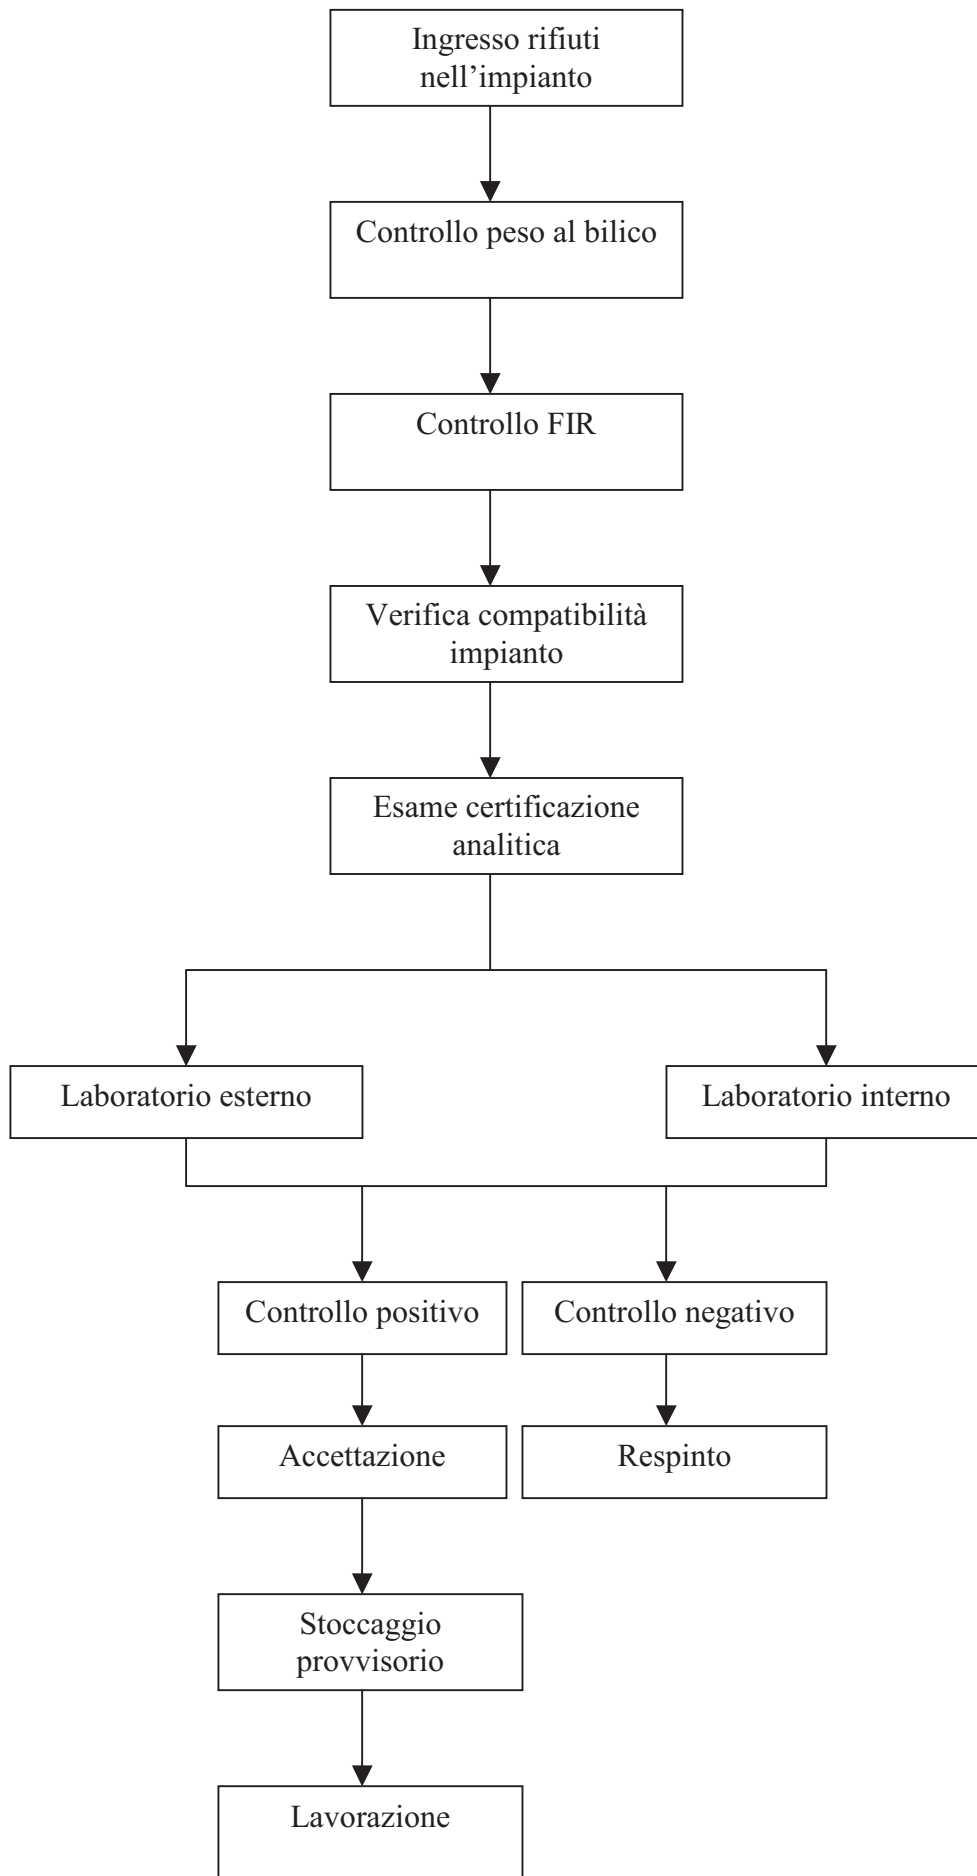 Ingresso rifiuti
nell’impianto
Controllo peso al bilico
Controllo FIR
Verifica compatibilità
impianto
Esame certificazione
analitica
Laboratorio esterno
Laboratorio interno
Controllo positivo
Controllo negativo
Accettazione
Respinto
Stoccaggio
provvisorio
Lavorazione